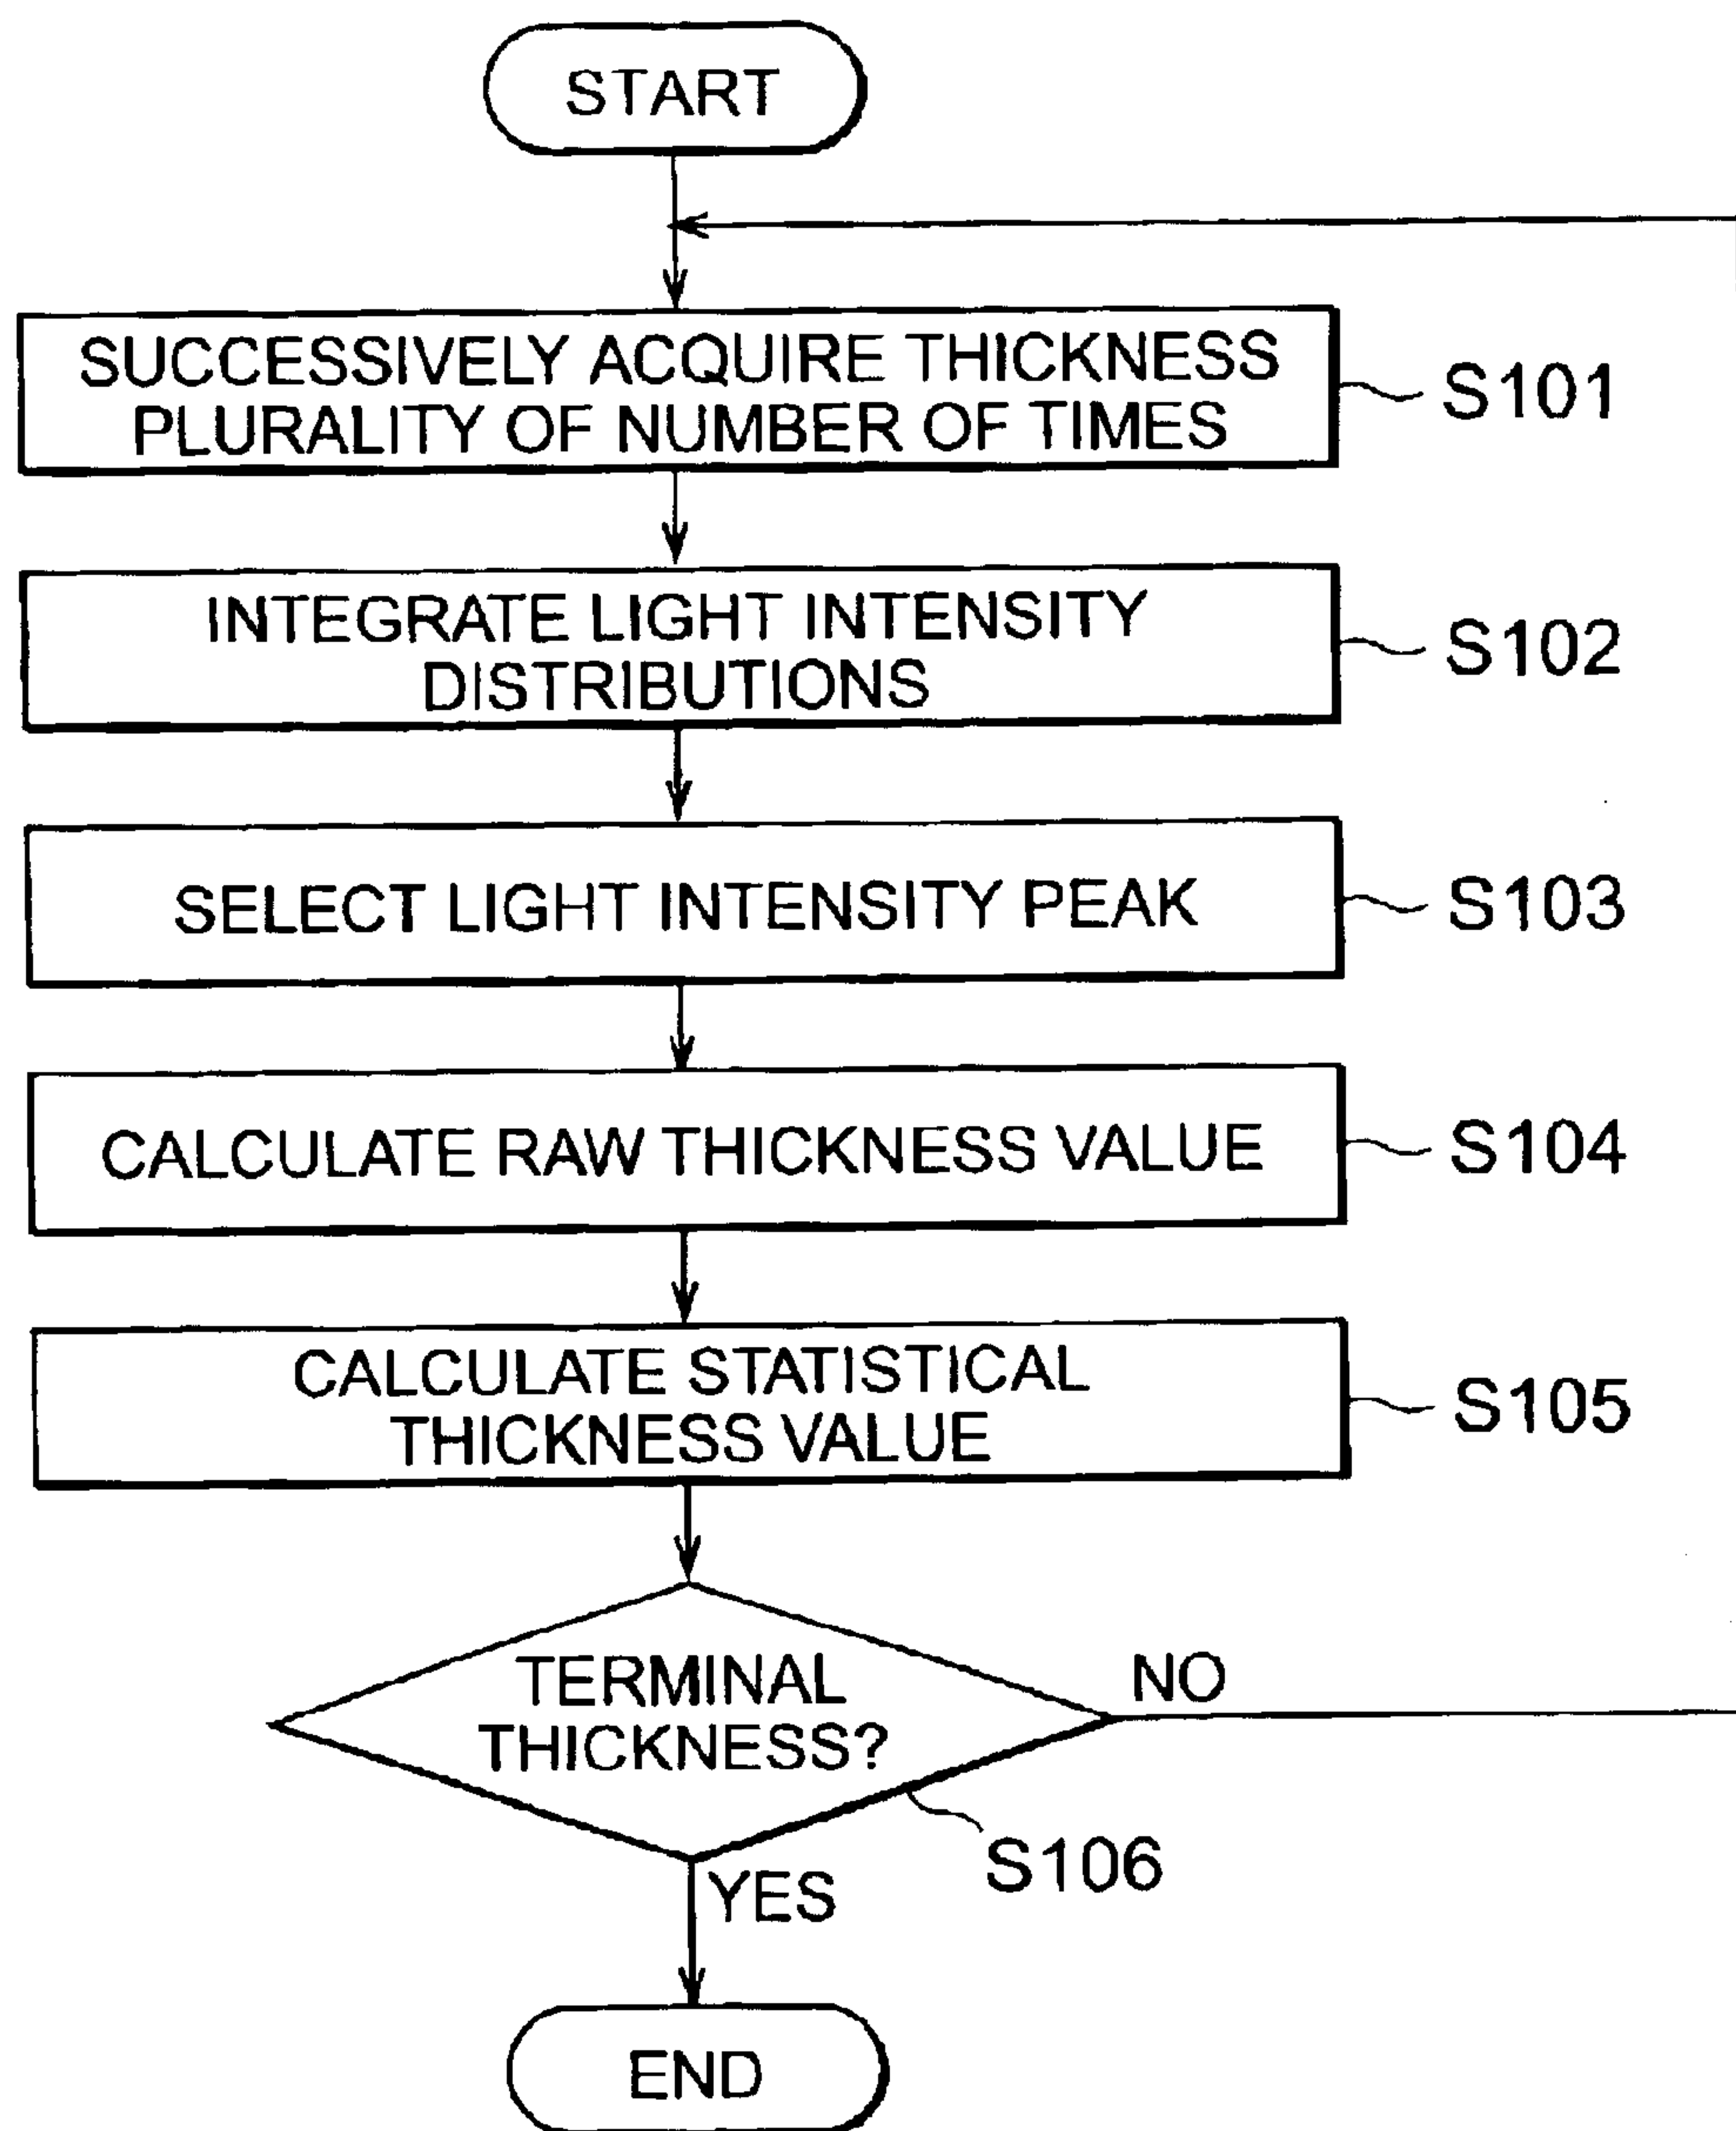 START
SUCCESSIVELY ACQUIRE THICKNESS
PLURALITY OF NUMBER OF TIMES
S101
INTEGRATE LIGHT INTENSITY
DISTRIBUTIONS
S102
SELECT LIGHT INTENSITY PEAK
S103
CALCULATE RAW THICKNESS VALUE
S104
CALCULATE STATISTICAL
THICKNESS VALUE
S105
TERMINAL
THICKNESS?
NO
S106
YES
END